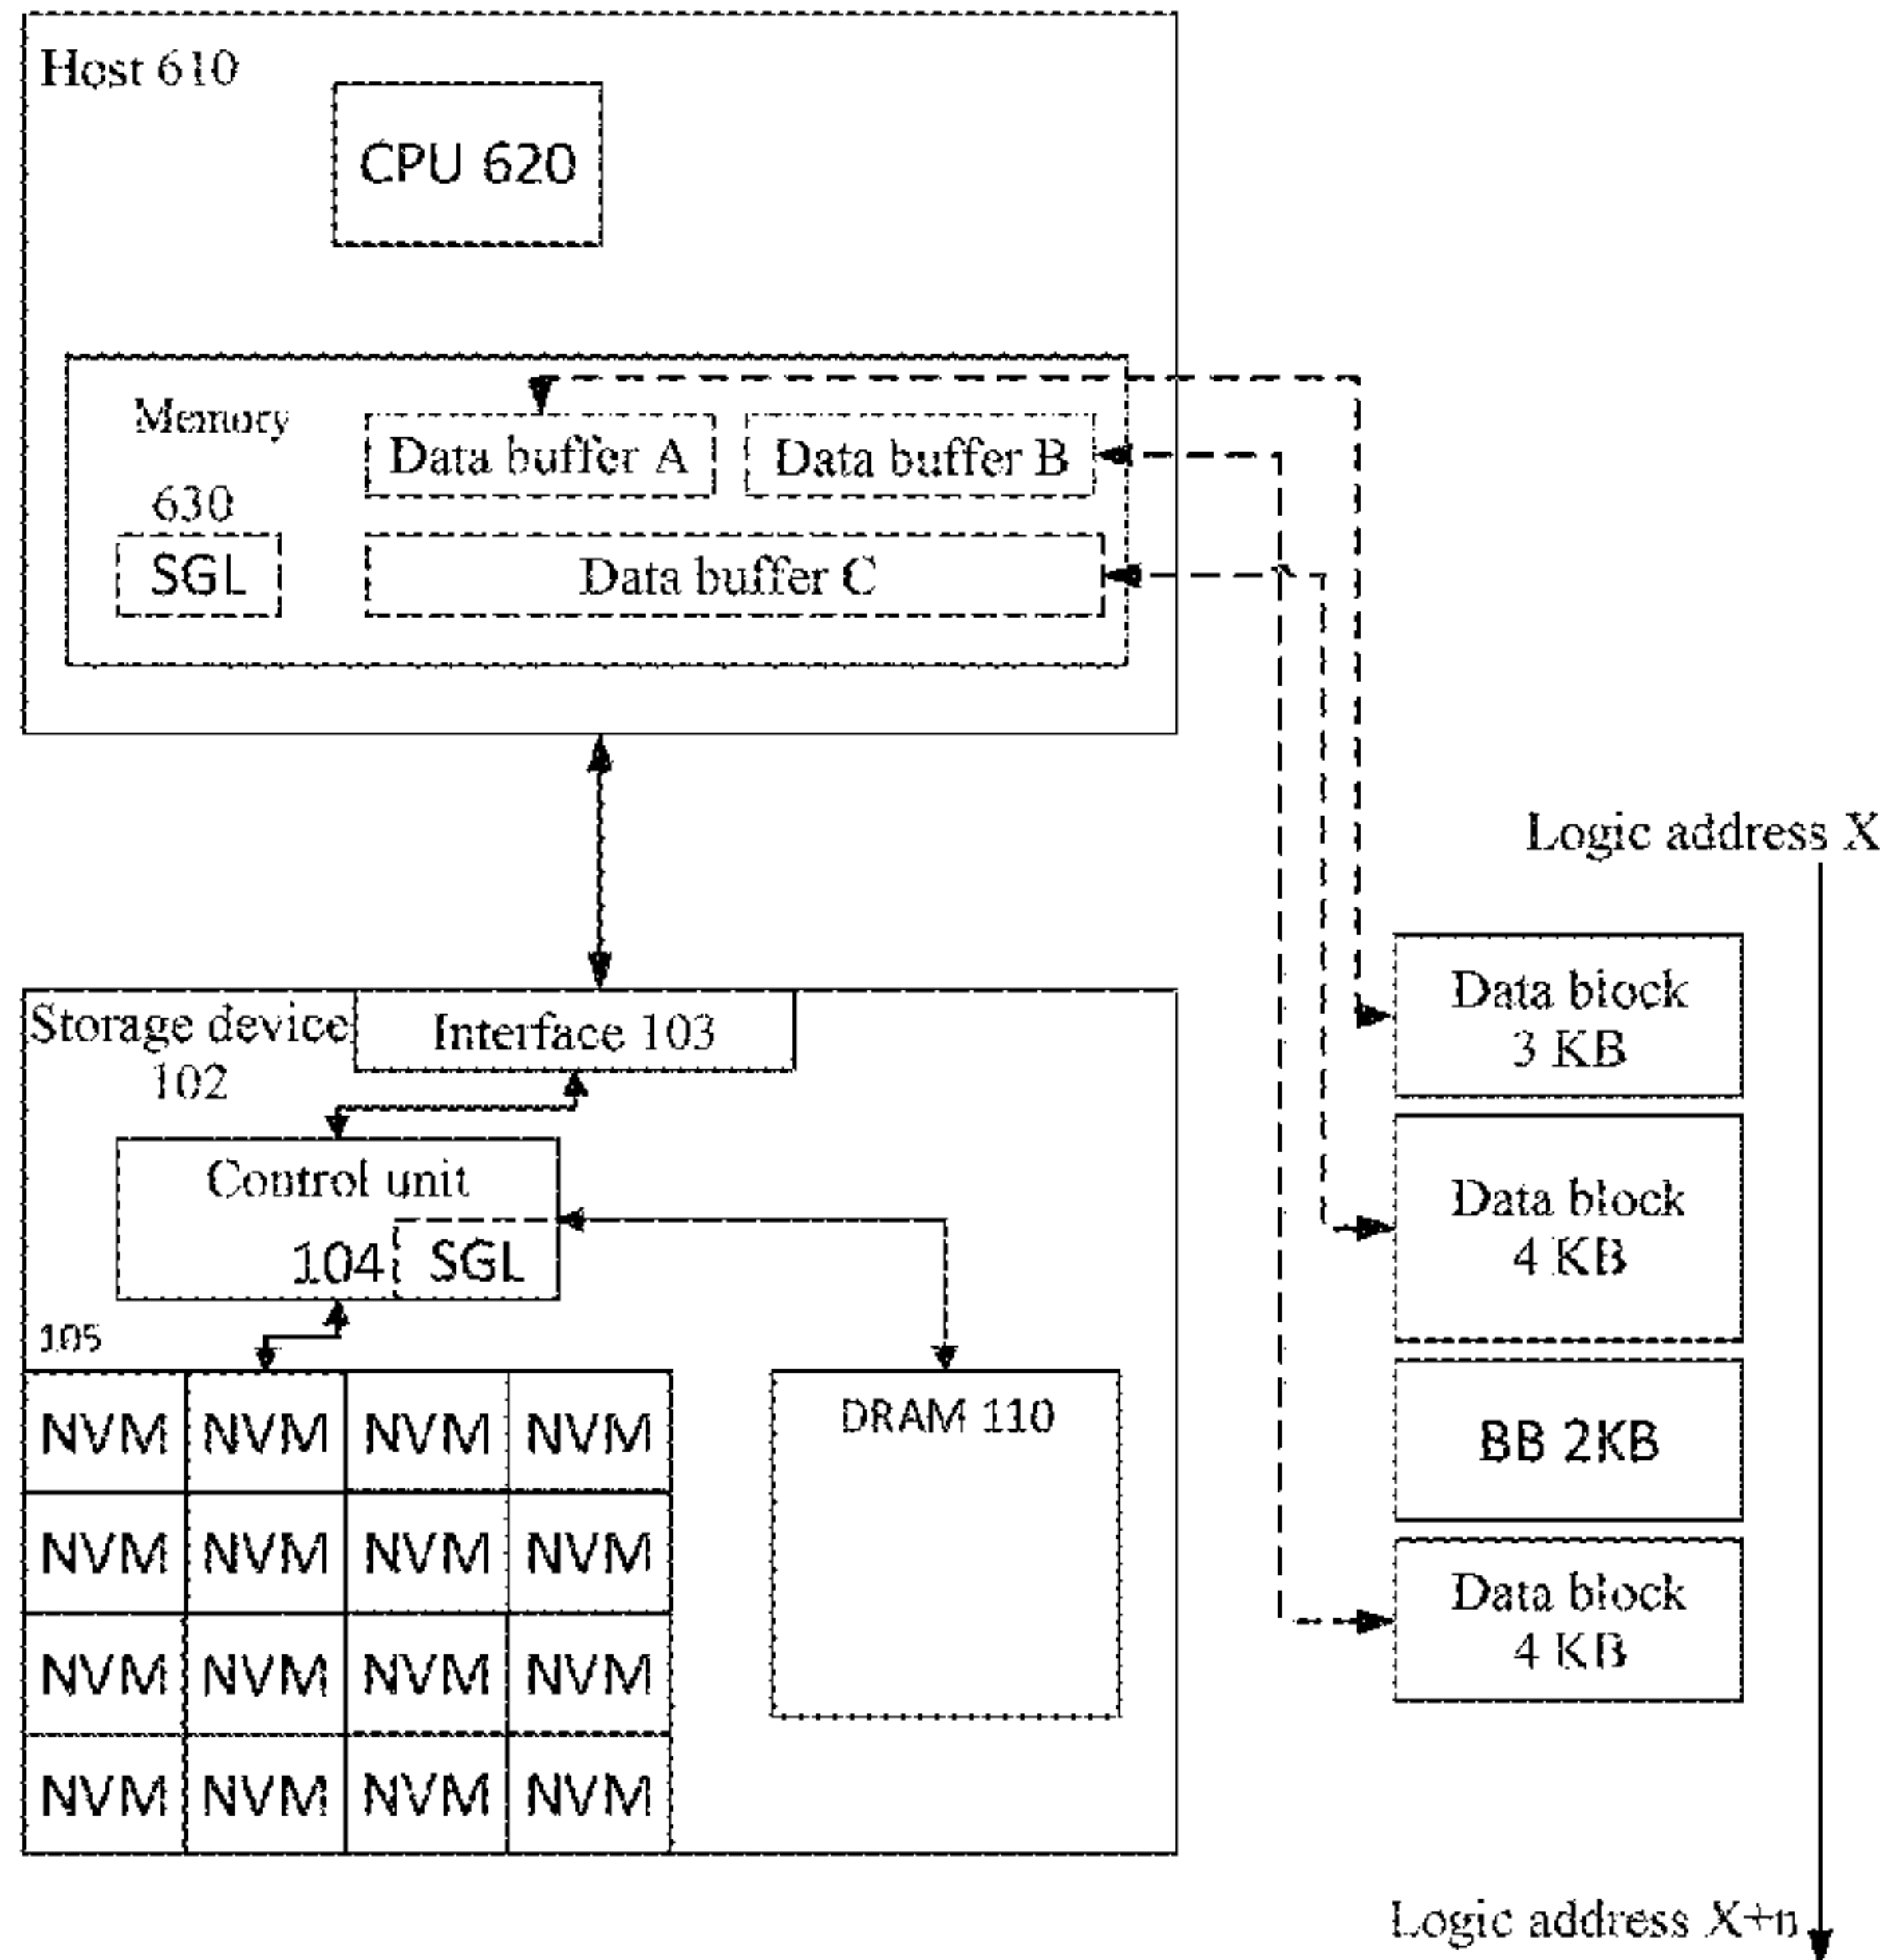 Host 610
CPU 620
Memory
630
SGL
Data buffer A
Data buffer B
Data buffer C
Logic address X
Storage device
102
Interface 103
Control unit
104
SGL
105
NVM NVM NVM NVM
NVM NVM NVM NVM
NVM NVM NVM NVM
NVM NVM NVM NVM
DRAM 110
Data block
3 KB
Data block
4 KB
BB 2KB
Data block
4 KB
Logic address X+n